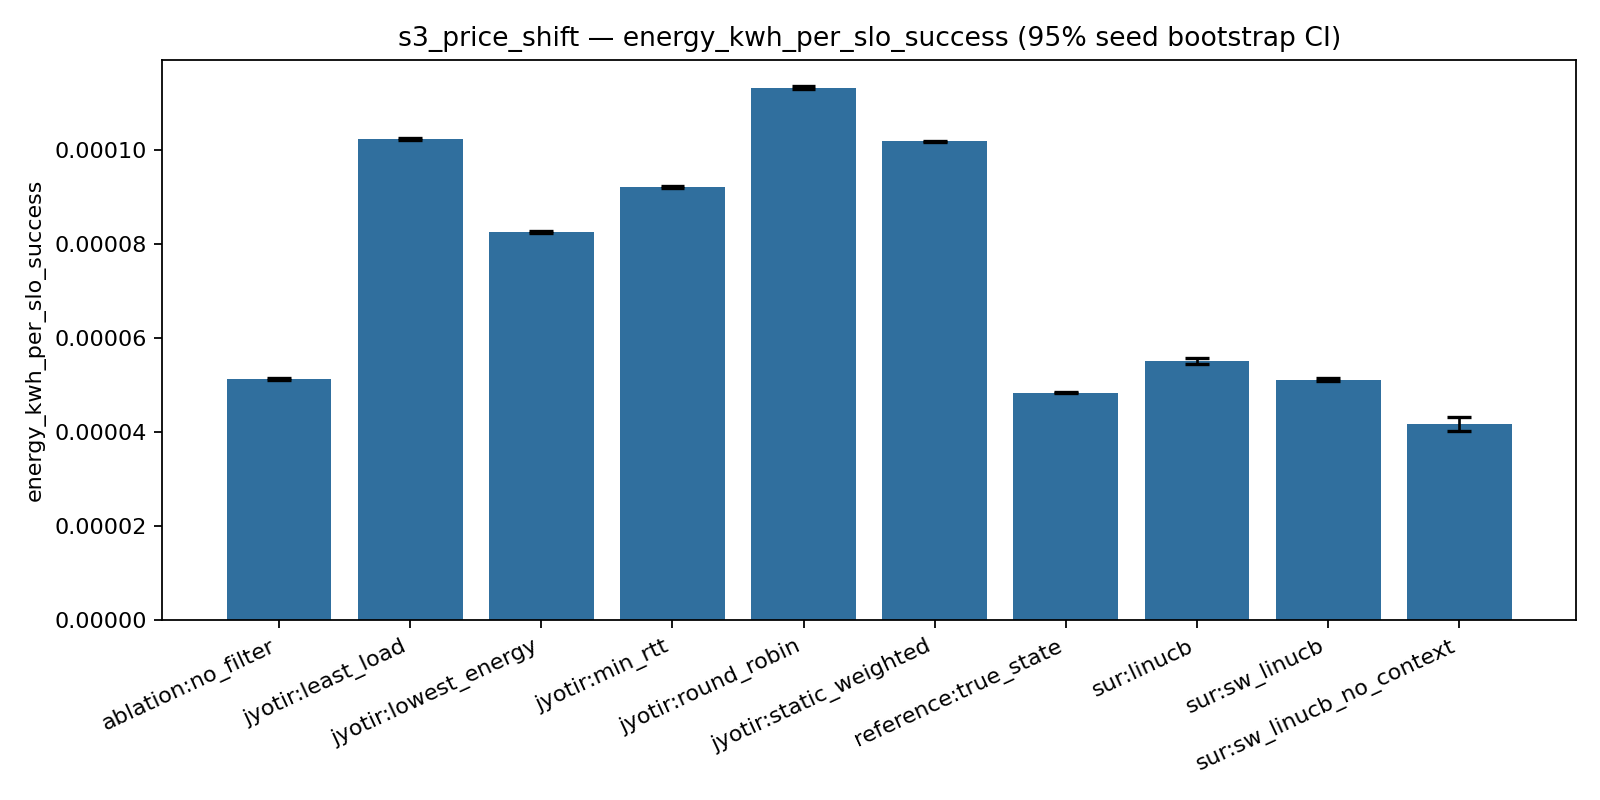 s3_price_shift — energy_kwh_per_slo_success (95% seed bootstrap CI)
energy_kwh_per_slo_success
0.00010
0.00008
0.00006
0.00004
0.00002
0.00000
ablation:no_filter
jyotir:least_load
jyotir:lowest_energy
jyotir:min_rtt
jyotir:round_robin
jyotir:static_weighted
reference:true_state
sur:linucb
sur:sw_linucb
sur:sw_linucb_no_context